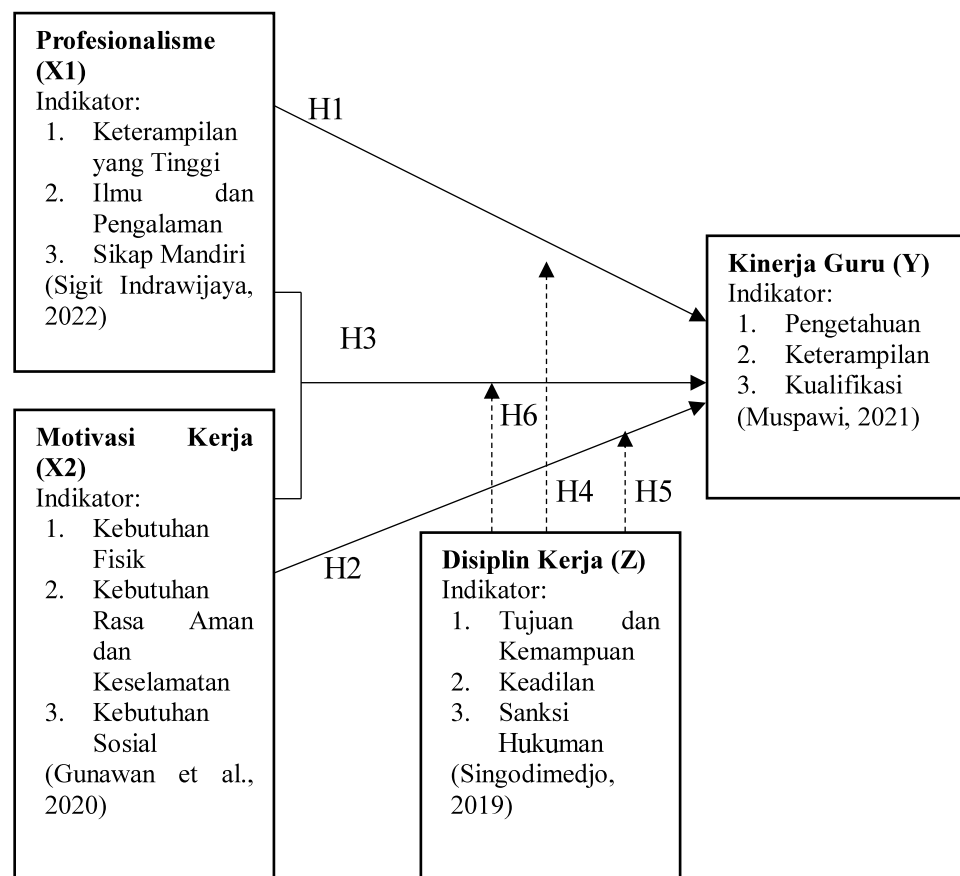 Profesionalisme
(X1)
Indikator:
1. Keterampilan
yang Tinggi
2. Ilmu dan
Pengalaman
3. Sikap Mandiri
(Sigit Indrawijaya,
2022)
H1
H3
Kinerja Guru (Y)
Indikator:
1. Pengetahuan
2. Keterampilan
3. Kualifikasi
(Muspawi, 2021)
Motivasi Kerja
(X2)
Indikator:
1. Kebutuhan
Fisik
2. Kebutuhan
Rasa Aman
dan
Keselamatan
3. Kebutuhan
Sosial
(Gunawan et al.,
2020)
H6
H4
H5
H2
Disiplin Kerja (Z)
Indikator:
1. Tujuan dan
Kemampuan
2. Keadilan
3. Sanksi
Hukuman
(Singodimedjo,
2019)